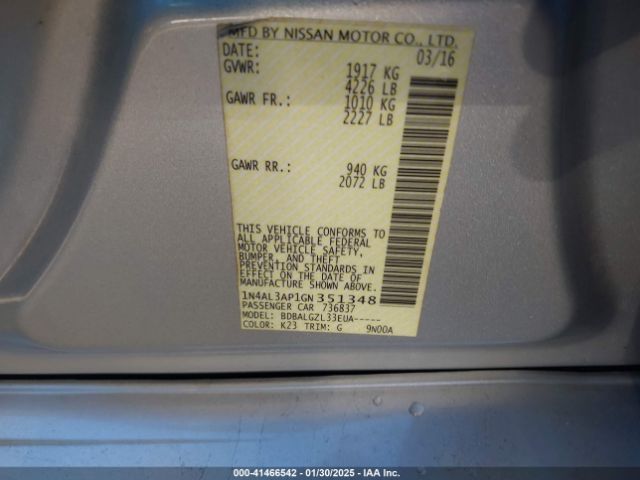 MFD BY NISSAN MOTOR CO., LTD.
DATE: 03/16
GVWR: 1917 KG
4226 LB
GAWR FR.: 1010 KG
2227 LB
GAWR RR.: 940 KG
2072 LB
THIS VEHICLE CONFORMS TO
ALL APPLICABLE FEDERAL
MOTOR VEHICLE SAFETY,
BUMPER, AND THEFT
PREVENTION STANDARDS IN
EFFECT ON THE DATE OF
MANUFACTURE SHOWN ABOVE.
1N4AL3AP1GN351348
PASSENGER CAR 736837
MODEL: BDBALGZL33EUA-----
COLOR: K23 TRIM: G 9N00A
000-41466542 / 01/30/2025 - IAA Inc.